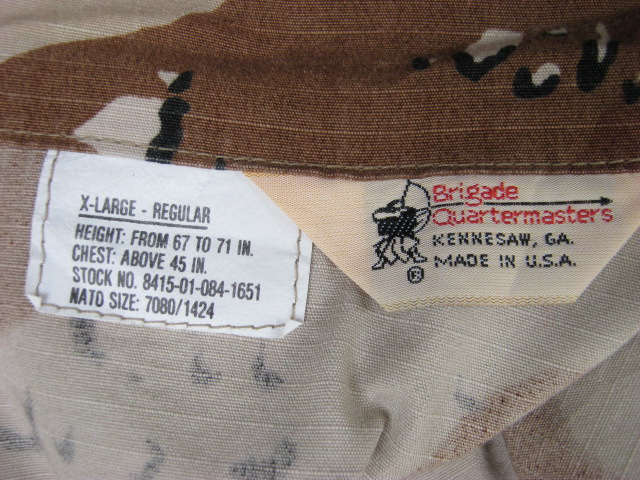 X-LARGE - REGULAR
HEIGHT: FROM 67 TO 71 IN.
CHEST: ABOVE 45 IN.
STOCK NO. 8415-01-084-1651
NATO SIZE: 7080/1424
Brigade
Quartermasters
KENNESAW, GA.
MADE IN U.S.A.
®